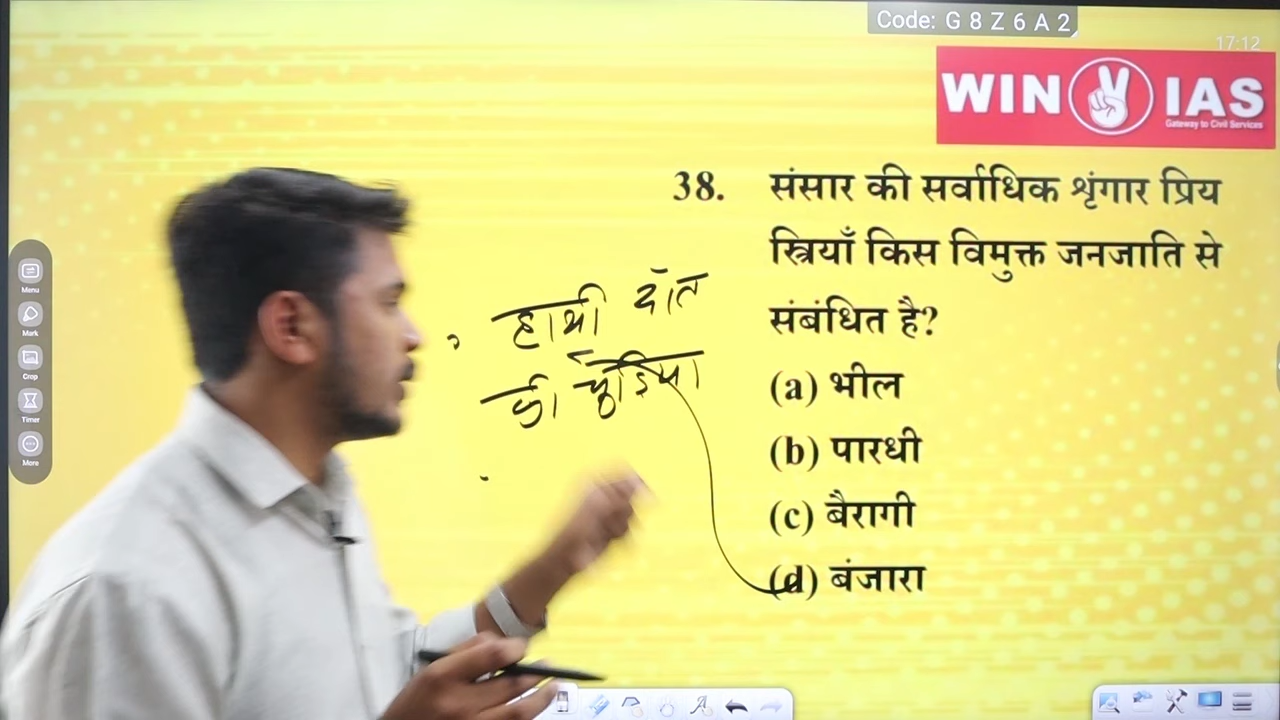 Code: G 8 Z 6 A 2
17:12
WIN IAS
Gateway to Civil Services
38. संसार की सर्वाधिक शृंगार प्रिय
स्त्रियाँ किस विमुक्त जनजाति से
संबंधित है?
(a) भील
(b) पारधी
(c) बैरागी
(d) बंजारा
हाथी दाँत
की चुड़िया
Menu
Mark
Crop
Timer
More